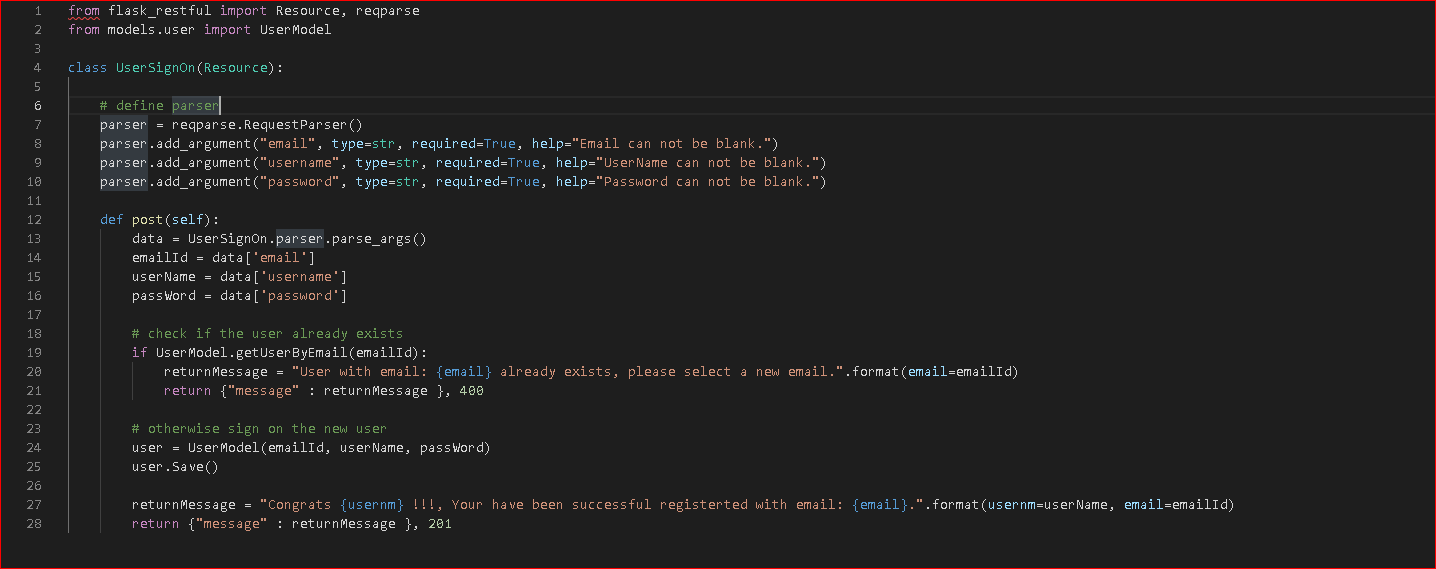 1 from flask_restful import Resource, reqparse
2 from models.user import UserModel
3
4 class UserSignOn(Resource):
5
6     # define parser
7     parser = reqparse.RequestParser()
8     parser.add_argument("email", type=str, required=True, help="Email can not be blank.")
9     parser.add_argument("username", type=str, required=True, help="UserName can not be blank.")
10     parser.add_argument("password", type=str, required=True, help="Password can not be blank.")
11
12     def post(self):
13         data = UserSignOn.parser.parse_args()
14         emailId = data['email']
15         userName = data['username']
16         passWord = data['password']
17
18         # check if the user already exists
19         if UserModel.getUserByEmail(emailId):
20             returnMessage = "User with email: {email} already exists, please select a new email.".format(email=emailId)
21             return {"message" : returnMessage }, 400
22
23         # otherwise sign on the new user
24         user = UserModel(emailId, userName, passWord)
25         user.Save()
26
27         returnMessage = "Congrats {usernm} !!!, Your have been successful registerted with email: {email}.".format(usernm=userName, email=emailId)
28         return {"message" : returnMessage }, 201